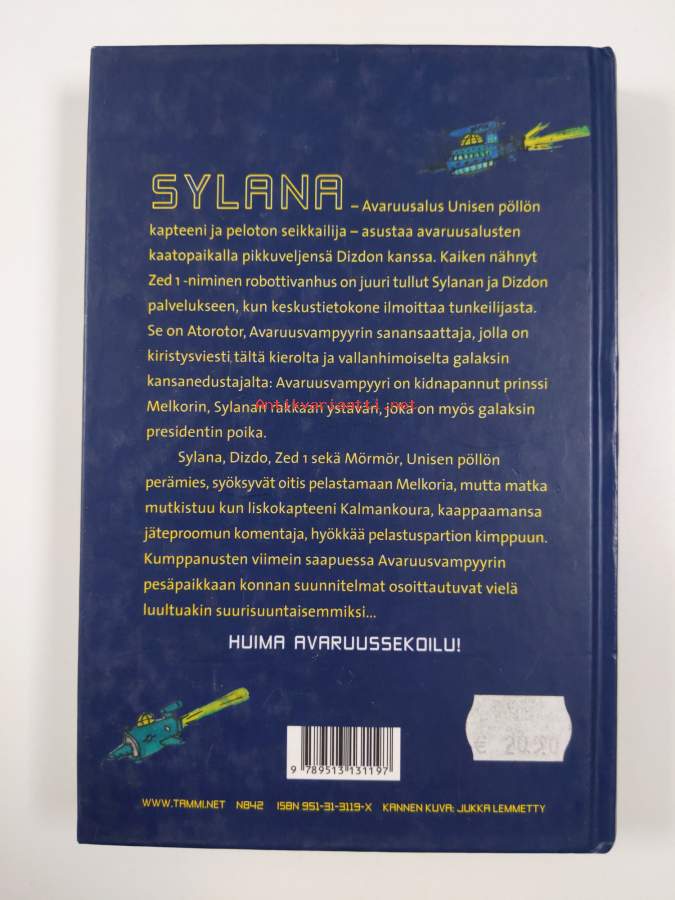 SYLANA – Avaruusalus Unisen pöllön
kapteeni ja peloton seikkailija – asustaa avaruusalusten
kaatopaikalla pikkuveljensä Dizdon kanssa. Kaiken nähnyt
Zed 1 -niminen robottivanhus on juuri tullut Sylanan ja Dizdon
palvelukseen, kun keskustietokone ilmoittaa tunkeilijasta.
Se on Atorotor, Avaruusvampyyrin sanansaattaja, jolla on
kiristysviesti tältä kierolta ja vallanhimoiselta galaksin
kansanedustajalta: Avaruusvampyyri on kidnapannut prinssi
Melkorin, Sylanan rakkaan ystävän, joka on myös galaksin
Antikvariaatti.net
presidentin poika.
Sylana, Dizdo, Zed 1 sekä Mörmör, Unisen pöllön
perämies, syöksyvät oitis pelastamaan Melkoria, mutta matka
mutkistuu kun liskokapteeni Kalmankoura, kaappaamansa
jäteproomun komentaja, hyökkää pelastuspartion kimppuun.
Kumppanusten viimein saapuessa Avaruusvampyyrin
pesäpaikkaan konnan suunnitelmat osoittautuvat vielä
luultuakin suurisuuntaisemmiksi...
HUIMA AVARUUSSEKOILU!
€ 20.20
9 789513 131197
WWW.TAMMI.NET N842 ISBN 951-31-3119-X KANNEN KUVA: JUKKA LEMMETTY